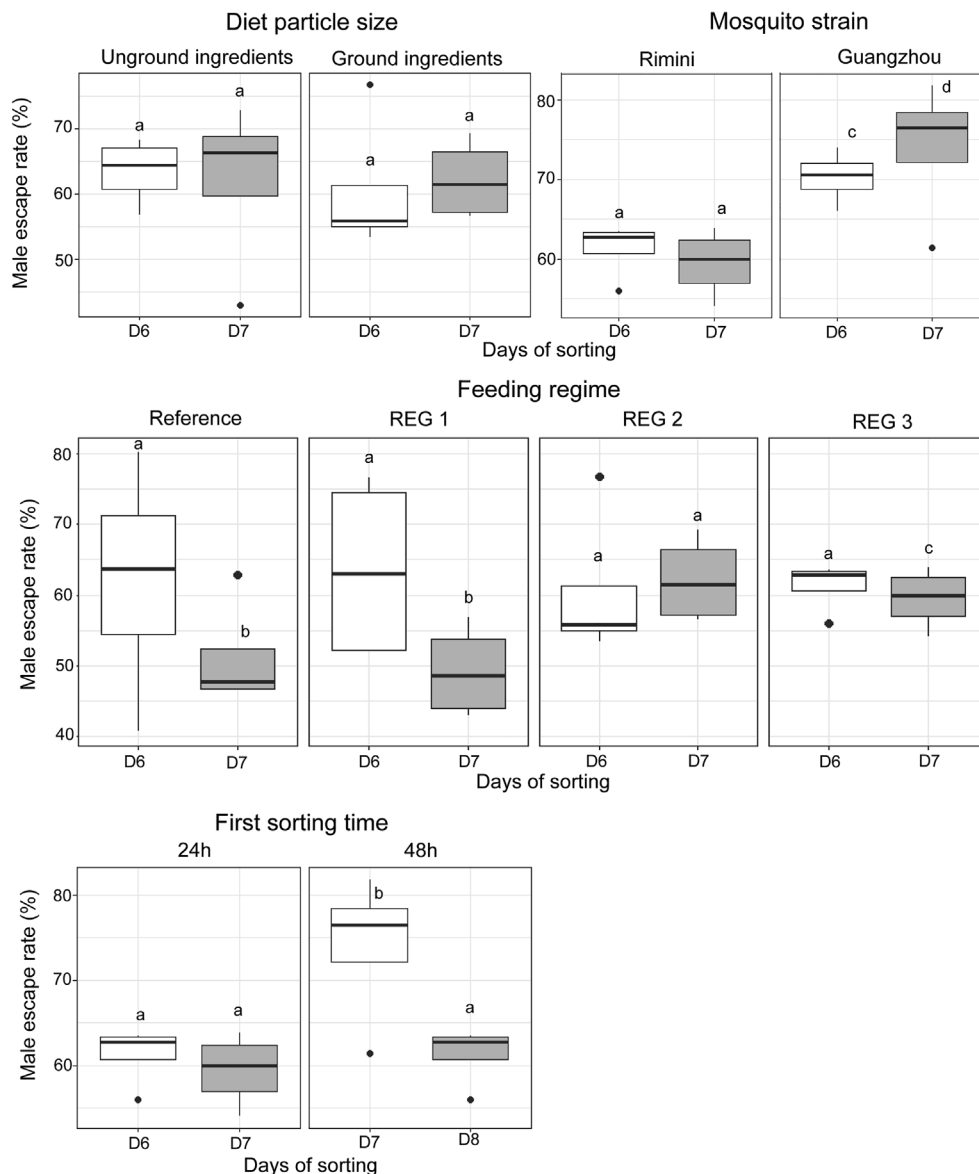 Diet particle size
Mosquito strain
Unground ingredients
Ground ingredients
Rimini
Guangzhou
Male escape rate (%)
70
60
50
80
70
60
a
a
a
a
a
a
c
d
D6
D7
D6
D7
D6
D7
D6
D7
Days of sorting
Feeding regime
Reference
REG 1
REG 2
REG 3
Male escape rate (%)
80
70
60
50
40
a
b
a
b
a
a
a
c
D6
D7
D6
D7
D6
D7
D6
D7
Days of sorting
First sorting time
24h
48h
Male escape rate (%)
80
70
60
a
a
b
a
D6
D7
D7
D8
Days of sorting